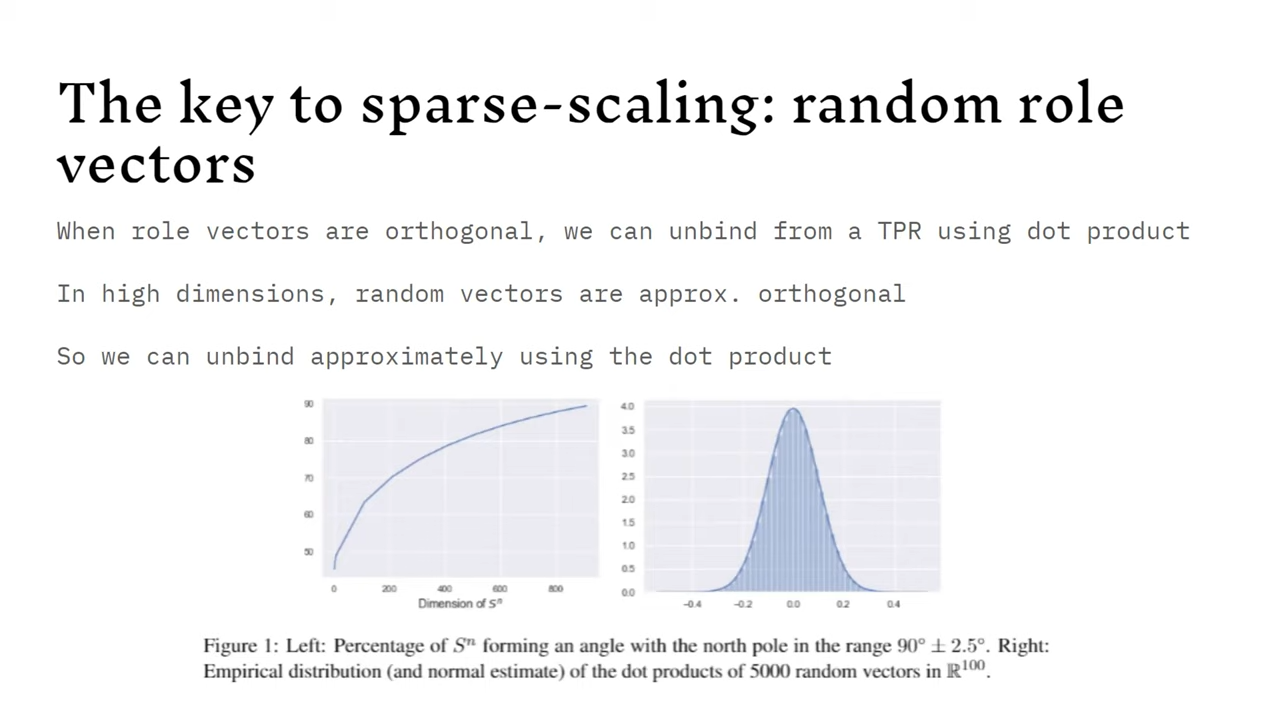 The key to sparse-scaling: random role
vectors
When role vectors are orthogonal, we can unbind from a TPR using dot product
In high dimensions, random vectors are approx. orthogonal
So we can unbind approximately using the dot product
90
80
70
60
50
0 200 400 600 800
Dimension of Sⁿ
4.0
3.5
3.0
2.5
2.0
1.5
1.0
0.5
0.0
−0.4 −0.2 0.0 0.2 0.4
Figure 1: Left: Percentage of Sⁿ forming an angle with the north pole in the range 90° ± 2.5°. Right:
Empirical distribution (and normal estimate) of the dot products of 5000 random vectors in ℝ¹⁰⁰.